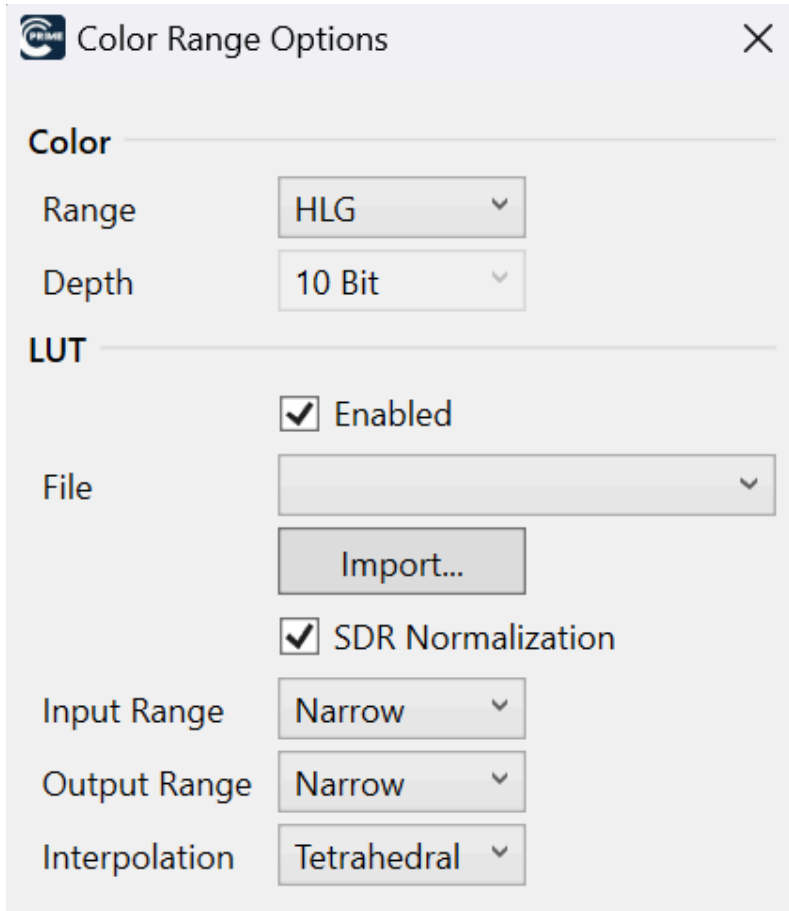 PRIME Color Range Options
Color
Range HLG
Depth 10 Bit
LUT
Enabled
File
Import...
SDR Normalization
Input Range Narrow
Output Range Narrow
Interpolation Tetrahedral